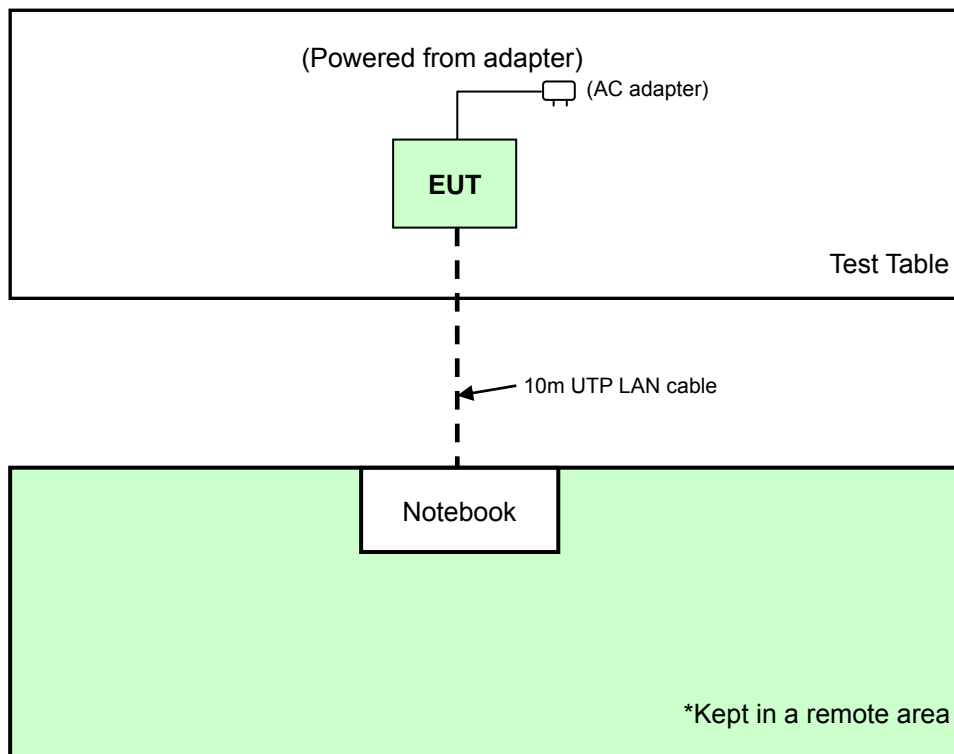 (Powered from adapter)
(AC adapter)
EUT
Test Table
10m UTP LAN cable
Notebook
*Kept in a remote area